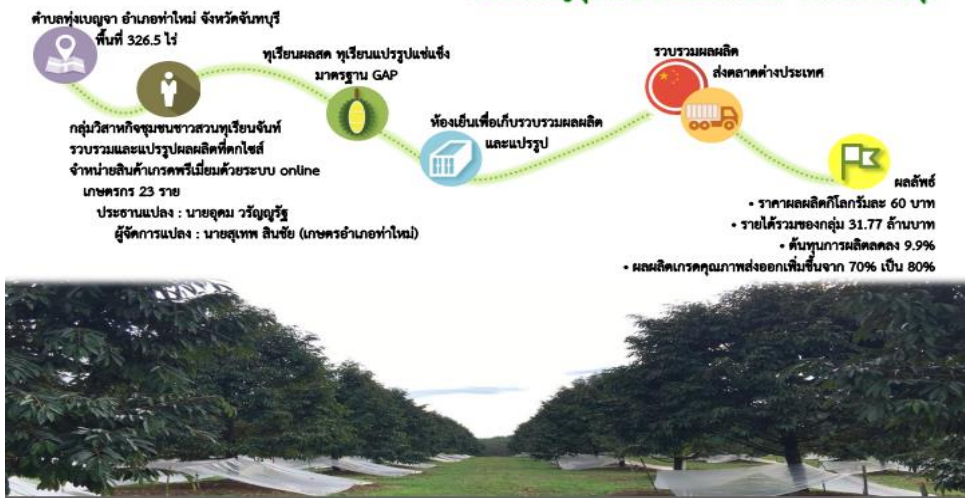 ตำบลทุ่งเบญจา อำเภอท่าใหม่ จังหวัดจันทบุรี
พื้นที่ 326.5 ไร่
กลุ่มวิสาหกิจชุมชนชาวสวนทุเรียนจันท์
รวบรวมและแปรรูปผลผลิตที่ตกไซส์
จำหน่ายสินค้าเกรดพรีเมี่ยมด้วยระบบ online
เกษตรกร 23 ราย
ประธานแปลง : นายอุดม วรัญญูรัฐ
ผู้จัดการแปลง : นายสุเทพ สินชัย (เกษตรอำเภอท่าใหม่)
ทุเรียนผลสด ทุเรียนแปรรูปแช่แข็ง
มาตรฐาน GAP
ห้องเย็นเพื่อเก็บรวบรวมผลผลิต
และแปรรูป
รวบรวมผลผลิต
ส่งตลาดต่างประเทศ
ผลลัพธ์
• ราคาผลผลิตกิโลกรัมละ 60 บาท
• รายได้รวมของกลุ่ม 31.77 ล้านบาท
• ต้นทุนการผลิตลดลง 9.9%
• ผลผลิตเกรดคุณภาพส่งออกเพิ่มขึ้นจาก 70% เป็น 80%